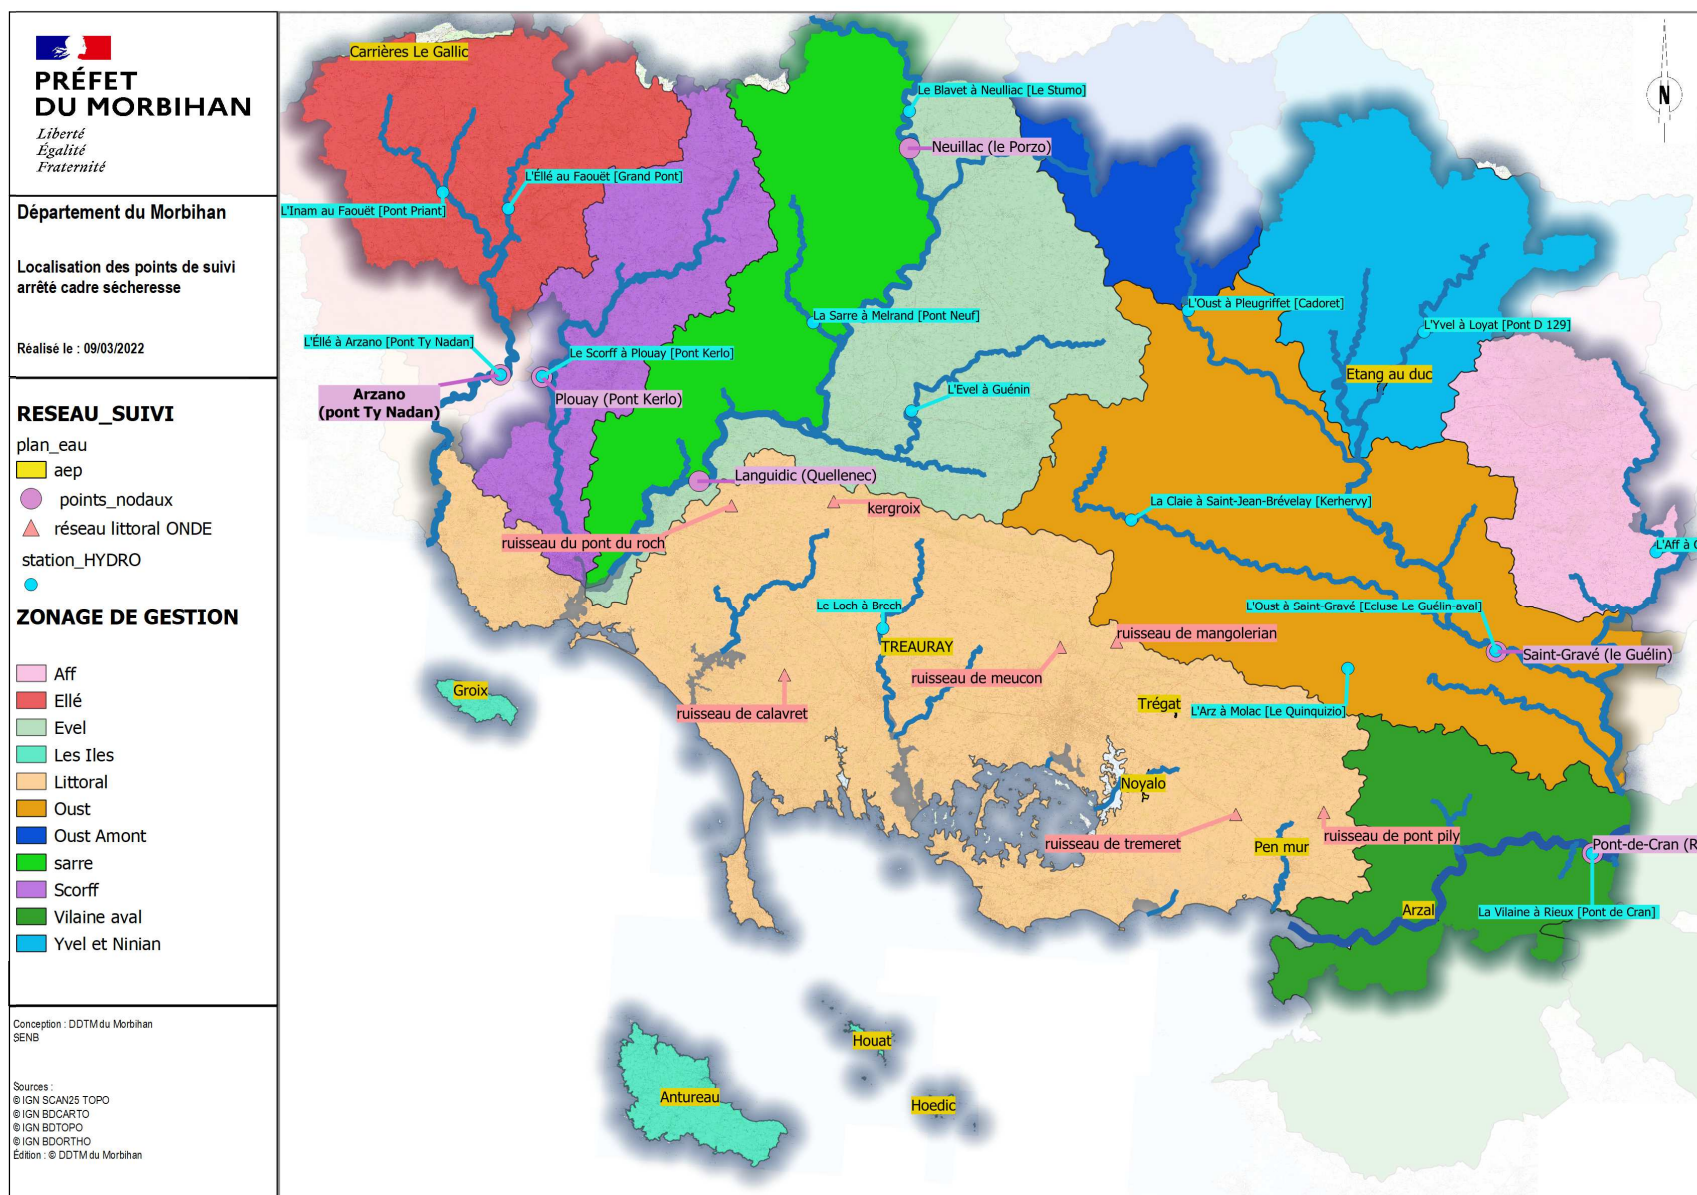 PRÉFET
DU MORBIHAN
Liberté
Égalité
Fraternité
Département du Morbihan
Localisation des points de suivi
arrêté cadre sécheresse
Réalisé le : 09/03/2022
RESEAU_SUIVI
plan_eau
aep
points_nodaux
réseau littoral ONDE
station_HYDRO
ZONAGE DE GESTION
Aff
Ellé
Evel
Les Iles
Littoral
Oust
Oust Amont
sarre
Scorff
Vilaine aval
Yvel et Ninian
Conception : DDTM du Morbihan
SENB
Sources :
© IGN SCAN25 TOPO
© IGN BDCARTO
© IGN BDTOPO
© IGN BDORTHO
Édition : © DDTM du Morbihan
N
Carrières Le Gallic
Le Blavet à Neulliac [Le Stumo]
Neuillac (le Porzo)
L'Éllé au Faouët [Grand Pont]
L'Inam au Faouët [Pont Priant]
L'Oust à Pleugriffet [Cadoret]
La Sarre à Melrand [Pont Neuf]
L'Yvel à Loyat [Pont D 129]
L'Éllé à Arzano [Pont Ty Nadan]
Le Scorff à Plouay [Pont Kerlo]
Etang au duc
Arzano
(pont Ty Nadan)
Plouay (Pont Kerlo)
L'Evel à Guénin
Languidic (Quellenec)
La Claie à Saint-Jean-Brévelay [Kerhervy]
kergroix
ruisseau du pont du roch
L'Aff à
Le Loch à Brech
L'Oust à Saint-Gravé [Ecluse Le Guélin-aval]
ruisseau de mangolerian
TREAURAY
Saint-Gravé (le Guélin)
ruisseau de meucon
Groix
Trégat
L'Arz à Molac [Le Quinquizio]
ruisseau de calavret
Noyalo
ruisseau de tremeret
ruisseau de pont pily
Pen mur
Pont-de-Cran (R
Arzal
La Vilaine à Rieux [Pont de Cran]
Houat
Antureau
Hoedic